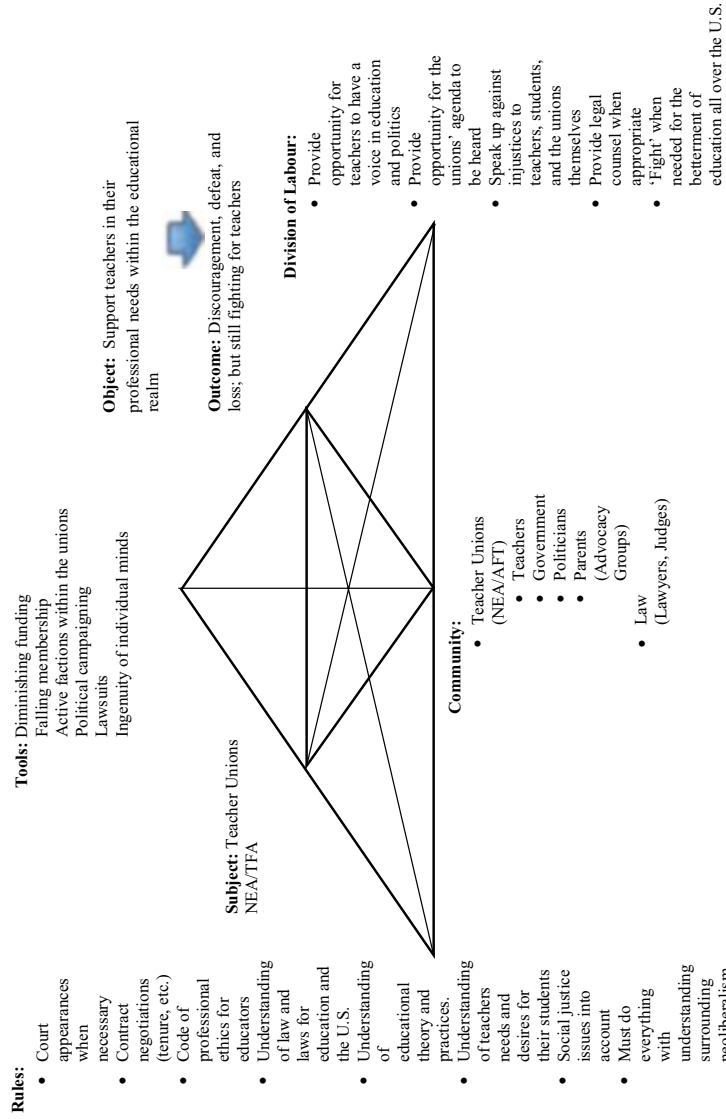 Rules:
• Court
appearances
when
necessary
• Contract
negotiations
(tenure, etc.)
• Code of
professional
ethics for
educators
• Understanding
of law and
laws for
education and
the U.S.
• Understanding
of
educational
theory and
practices.
• Understanding
of teachers
needs and
desires for
their students
• Social justice
issues into
account
• Must do
everything
with
understanding
surrounding
neoliberalism
Tools: Diminishing funding
Falling membership
Active factions within the unions
Political campaigning
Lawsuits
Ingenuity of individual minds
Subject: Teacher Unions
NEA/TFA
Object: Support teachers in their
professional needs within the educational
realm
Outcome: Discouragement, defeat, and
loss; but still fighting for teachers
Community:
• Teacher Unions
(NEA/AFT)
• Teachers
• Government
• Politicians
• Parents
(Advocacy
Groups)
• Law
(Lawyers, Judges)
Division of Labour:
• Provide
opportunity for
teachers to have a
voice in education
and politics
• Provide
opportunity for the
unions’ agenda to
be heard
• Speak up against
injustices to
teachers, students,
and the unions
themselves
• Provide legal
counsel when
appropriate
• ‘Fight’ when
needed for the
betterment of
education all over the U.S.